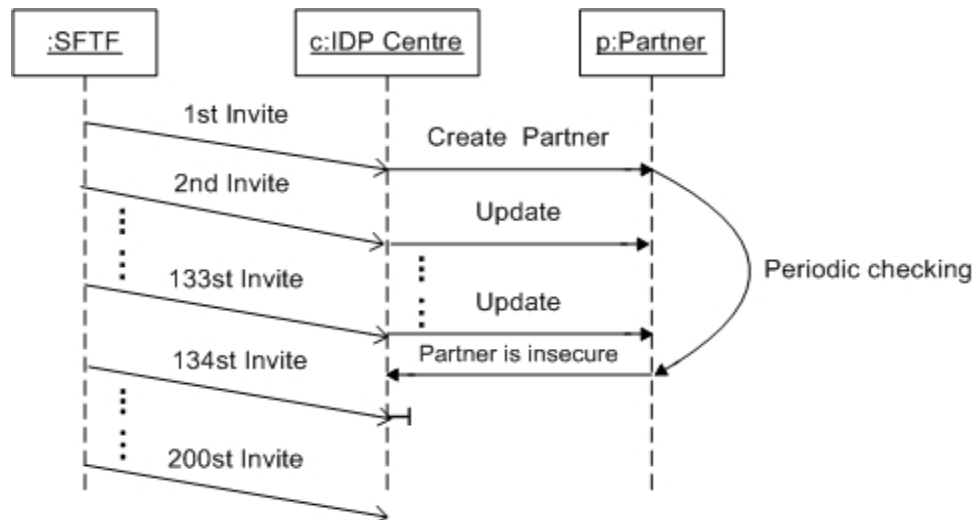 :SFTF
c:IDP Centre
p:Partner
1st Invite
Create Partner
2nd Invite
Update
Periodic checking
133st Invite
Update
Partner is insecure
134st Invite
200st Invite